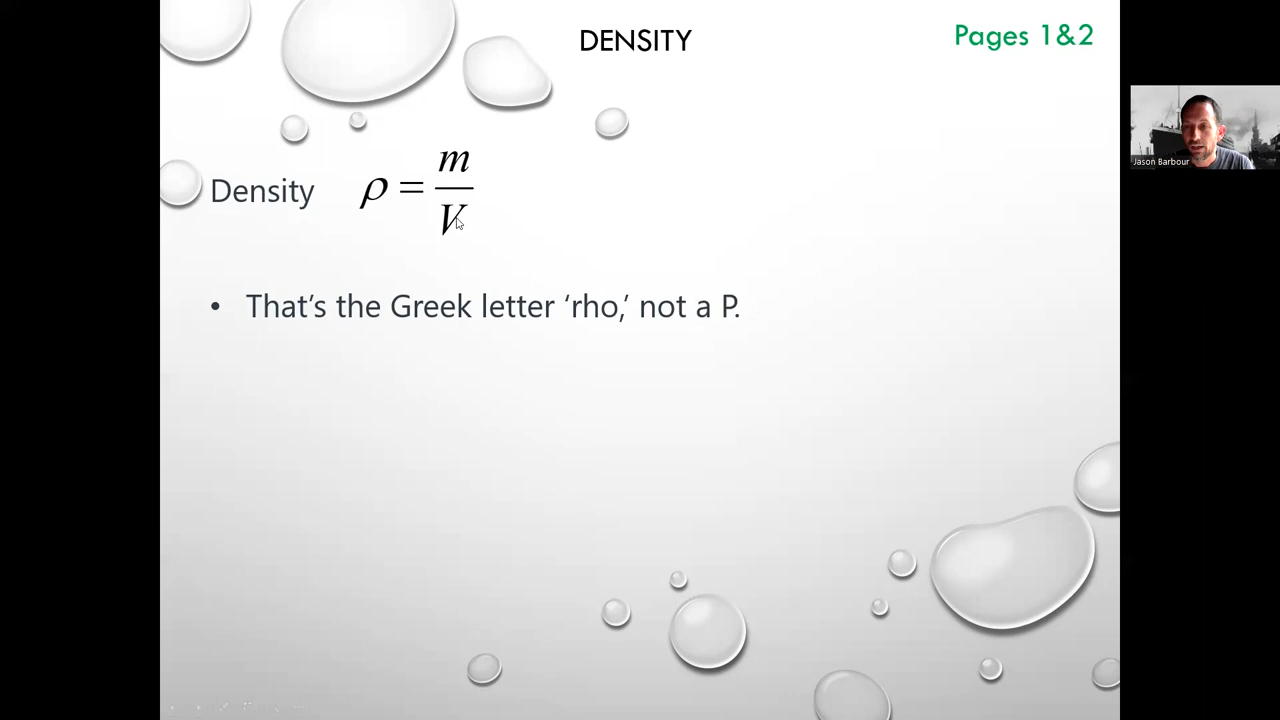 DENSITY
Pages 1&2
Density ρ = m/V
• That's the Greek letter 'rho,' not a P.
Jason Barbour